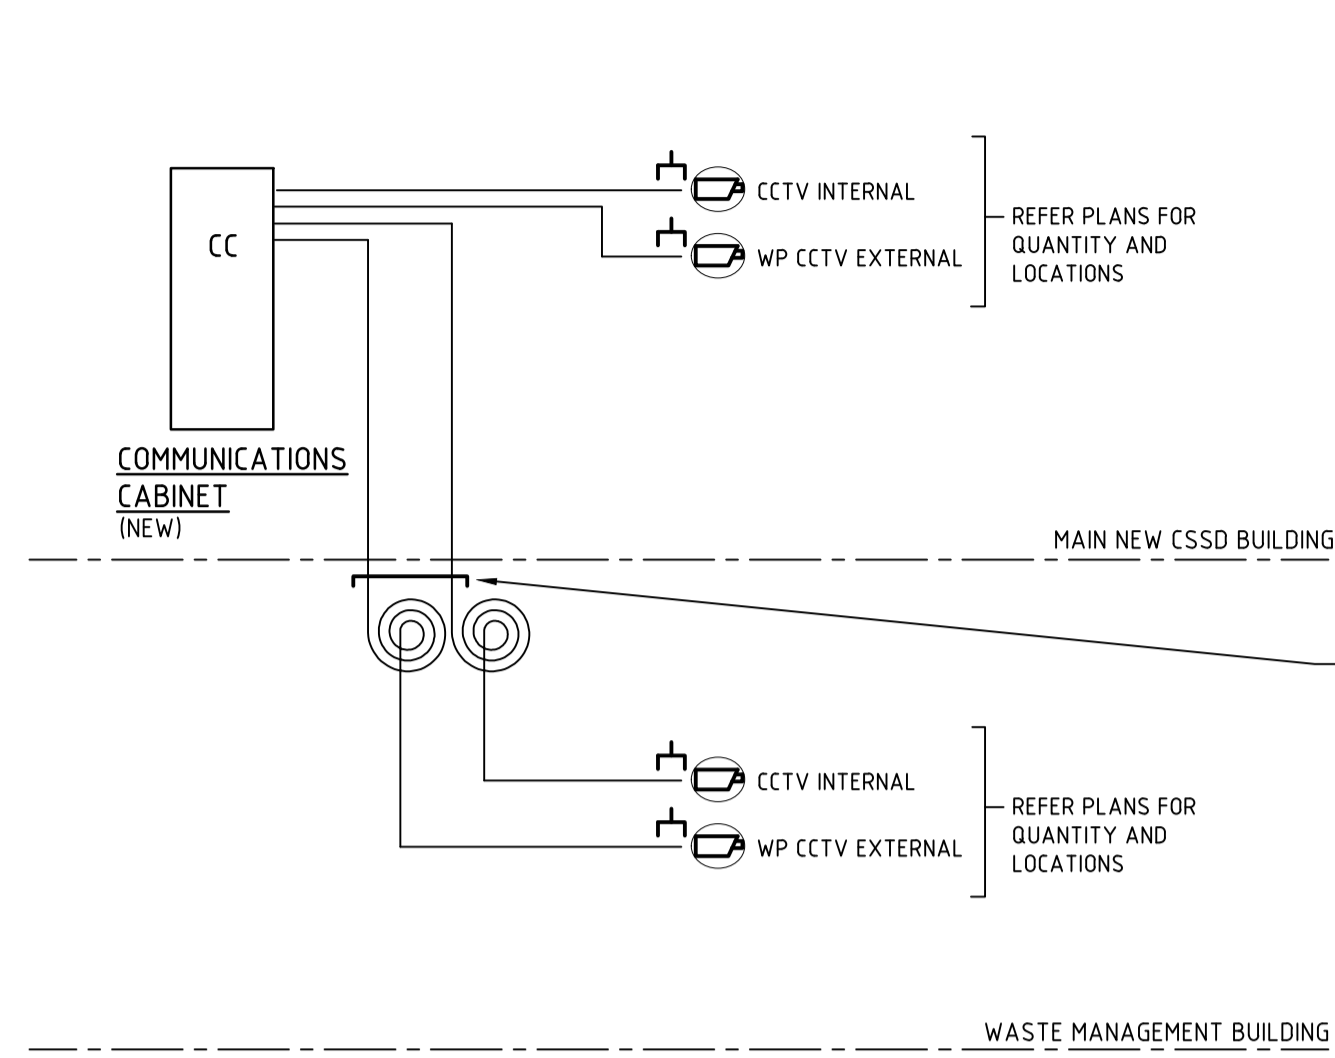 CC
CCTV INTERNAL
WP CCTV EXTERNAL
REFER PLANS FOR
QUANTITY AND
LOCATIONS
COMMUNICATIONS
CABINET
(NEW)
MAIN NEW CSSD BUILDING
CCTV INTERNAL
WP CCTV EXTERNAL
REFER PLANS FOR
QUANTITY AND
LOCATIONS
WASTE MANAGEMENT BUILDING